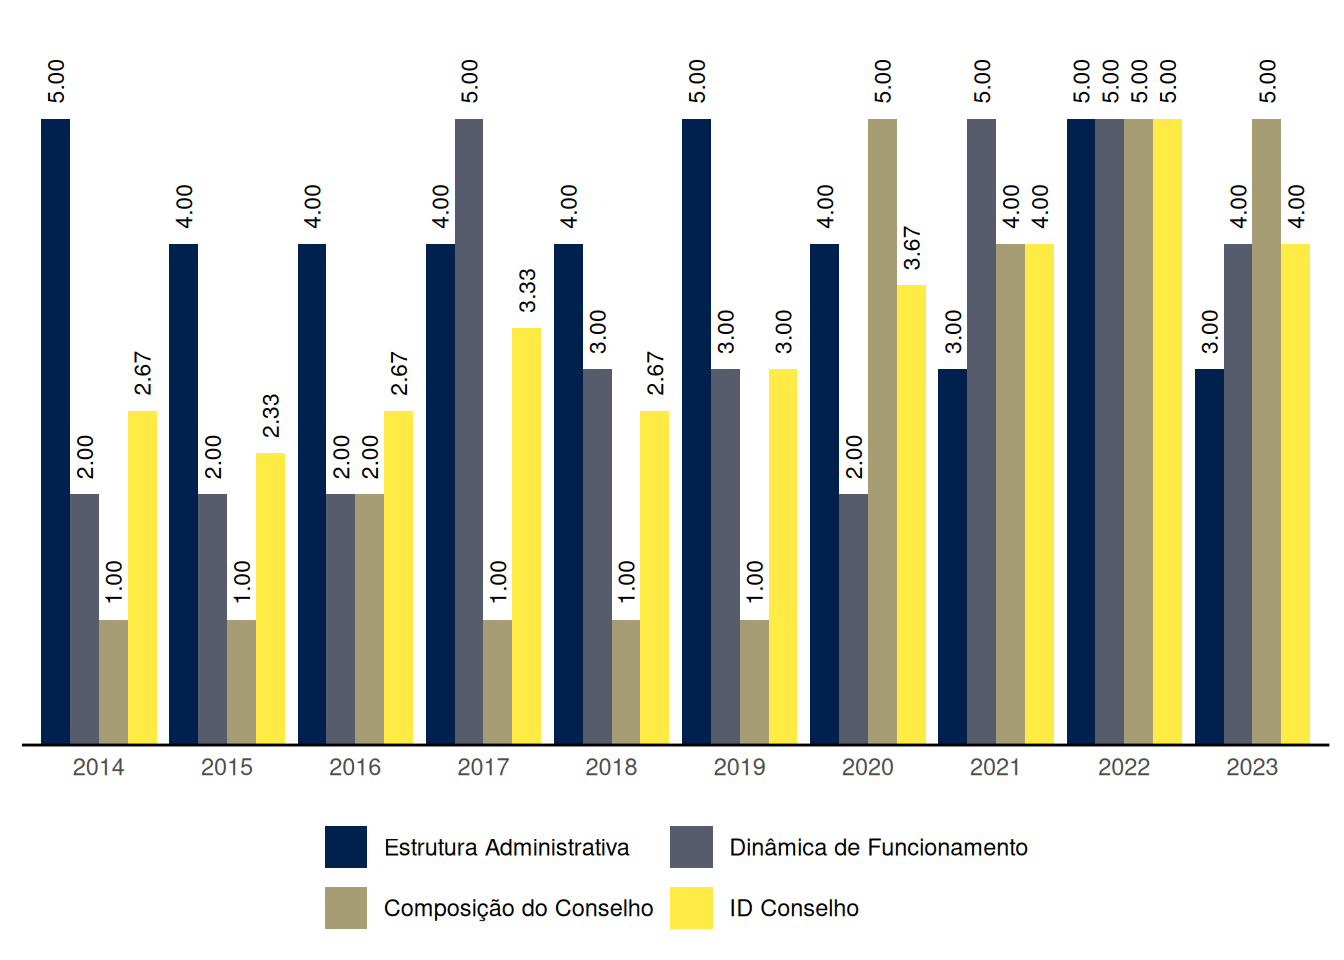 5.00 5.00 5.00 5.00 5.00 5.00 5.00 5.00 5.00 5.00
4.00 4.00 4.00 4.00 4.00 4.00 4.00 4.00 4.00
3.67
3.33
3.00 3.00 3.00 3.00 3.00
2.67 2.67 2.67
2.33
2.00 2.00 2.00 2.00 2.00
1.00 1.00 1.00 1.00 1.00
2014 2015 2016 2017 2018 2019 2020 2021 2022 2023
Estrutura Administrativa Dinâmica de Funcionamento
Composição do Conselho ID Conselho